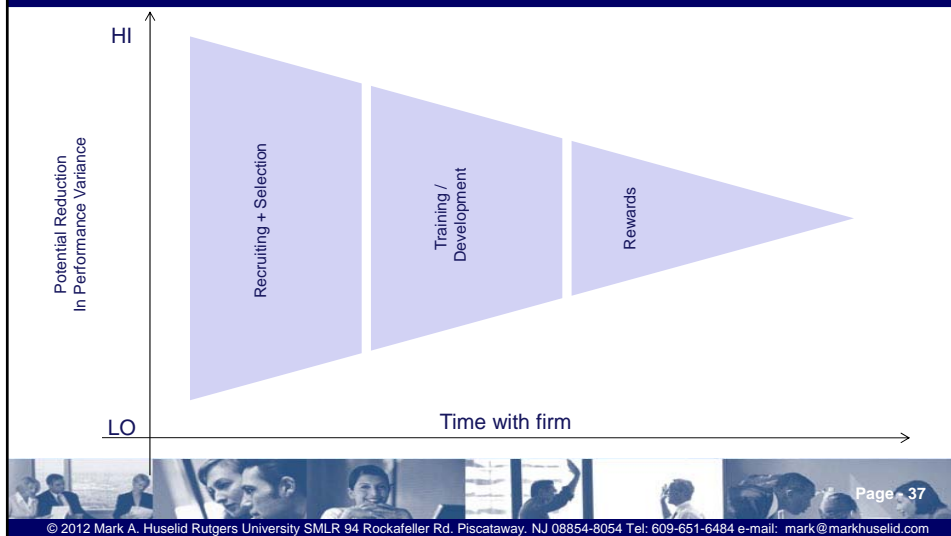 HI
Potential Reduction
In Performance Variance
Recruiting + Selection
Training /
Development
Rewards
LO
Time with firm
Page - 37
© 2012 Mark A. Huselid Rutgers University SMLR 94 Rockafeller Rd. Piscataway. NJ 08854-8054 Tel: 609-651-6484 e-mail: mark@markhuselid.com